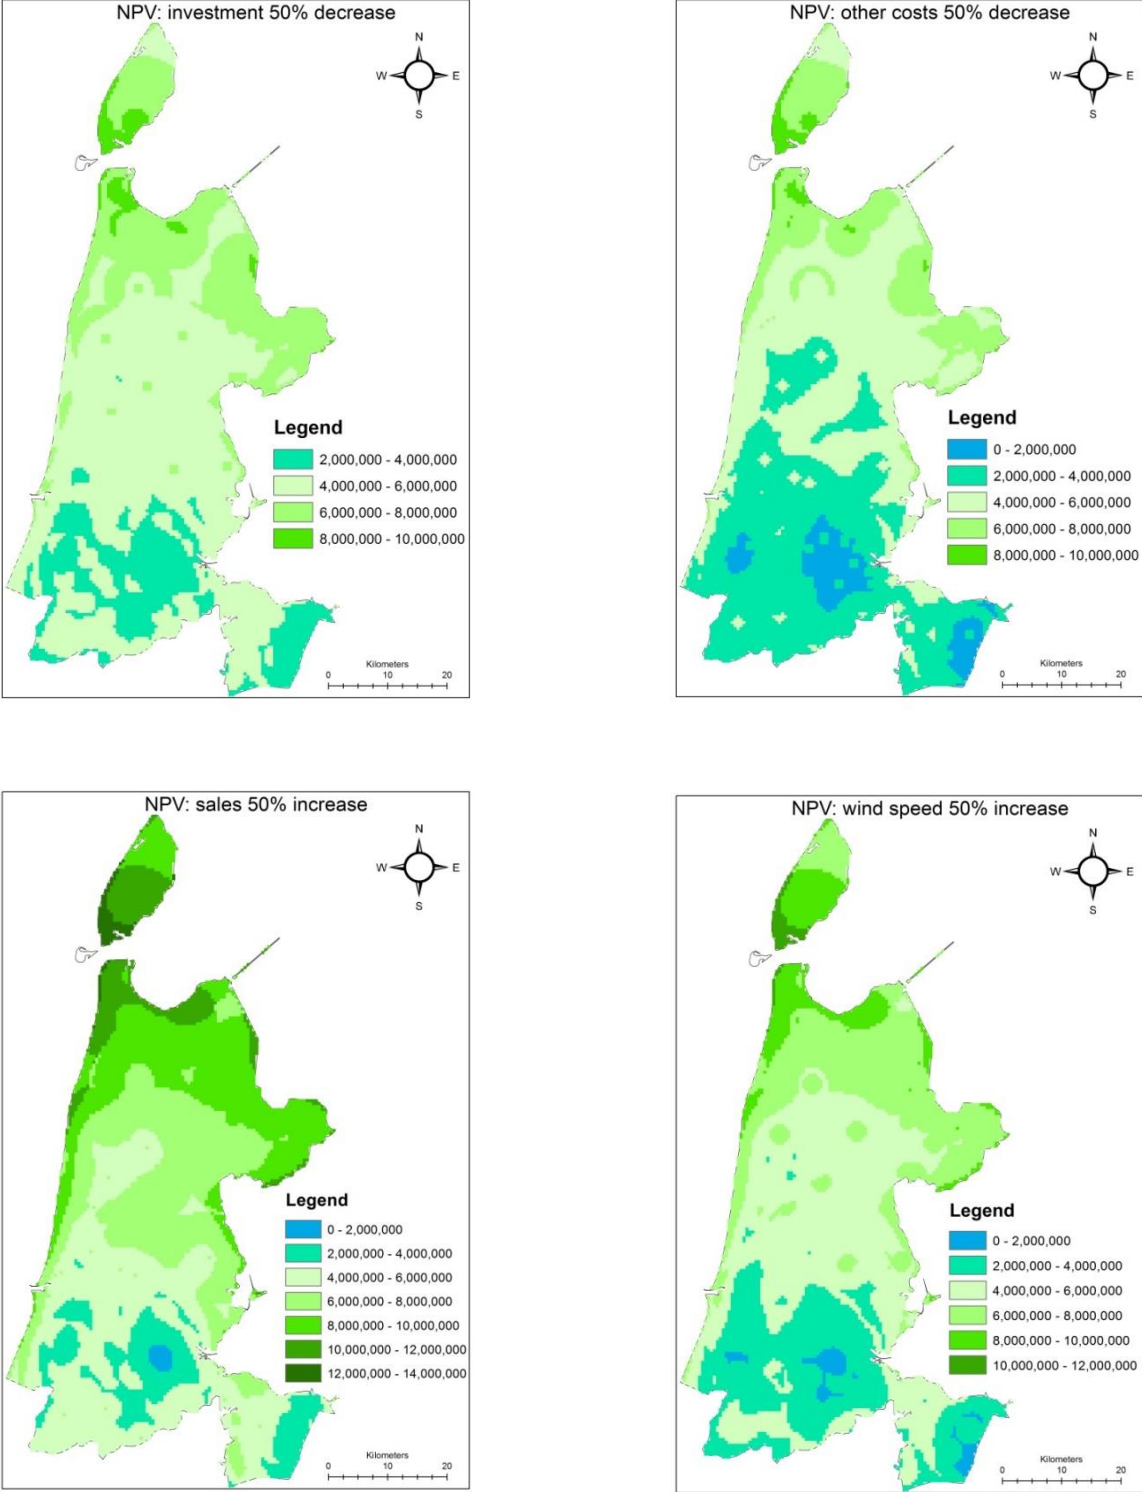 NPV: investment 50% decrease
N
W E
S
Legend
2,000,000 - 4,000,000
4,000,000 - 6,000,000
6,000,000 - 8,000,000
8,000,000 - 10,000,000
Kilometers
0 10 20
NPV: other costs 50% decrease
N
W E
S
Legend
0 - 2,000,000
2,000,000 - 4,000,000
4,000,000 - 6,000,000
6,000,000 - 8,000,000
8,000,000 - 10,000,000
Kilometers
0 10 20
NPV: sales 50% increase
N
W E
S
Legend
0 - 2,000,000
2,000,000 - 4,000,000
4,000,000 - 6,000,000
6,000,000 - 8,000,000
8,000,000 - 10,000,000
10,000,000 - 12,000,000
12,000,000 - 14,000,000
Kilometers
0 10 20
NPV: wind speed 50% increase
N
W E
S
Legend
0 - 2,000,000
2,000,000 - 4,000,000
4,000,000 - 6,000,000
6,000,000 - 8,000,000
8,000,000 - 10,000,000
10,000,000 - 12,000,000
Kilometers
0 10 20